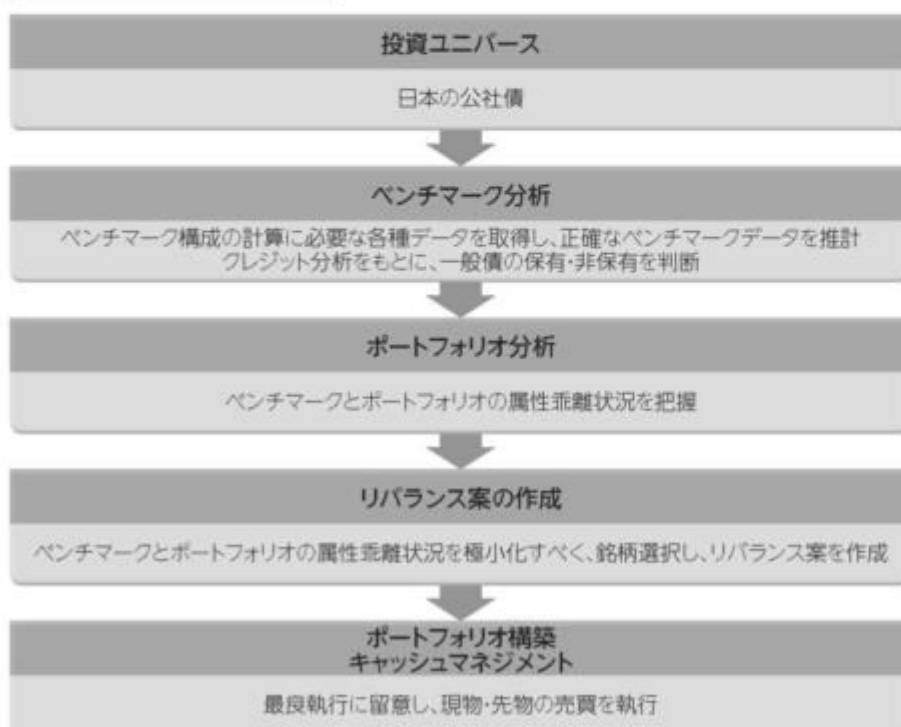 投資ユニバース
日本の公社債
ベンチマーク分析
ベンチマーク構成の計算に必要な各種データを取得し、正確なベンチマークデータを推計
クレジット分析をもとに、一般債の保有・非保有を判断
ポートフォリオ分析
ベンチマークとポートフォリオの属性乖離状況を把握
リバランス案の作成
ベンチマークとポートフォリオの属性乖離状況を極小化すべく、銘柄選択し、リバランス案を作成
ポートフォリオ構築
キャッシュマネジメント
最良執行に留意し、現物・先物の売買を執行